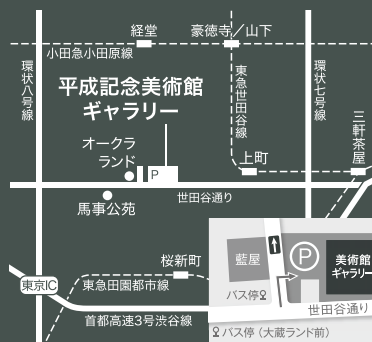 経堂
豪徳寺／山下
小田急小田原線
環状八号線
平成記念美術館
ギャラリー
東急世田谷線
環状七号線
三軒茶屋
オークラ
ランド
P
上町
世田谷通り
馬事公苑
桜新町
東京IC
東急田園都市線
首都高速3号渋谷線
藍屋
P
美術館
ギャラリー
バス停
世田谷通り
バス停 (大蔵ランド前)